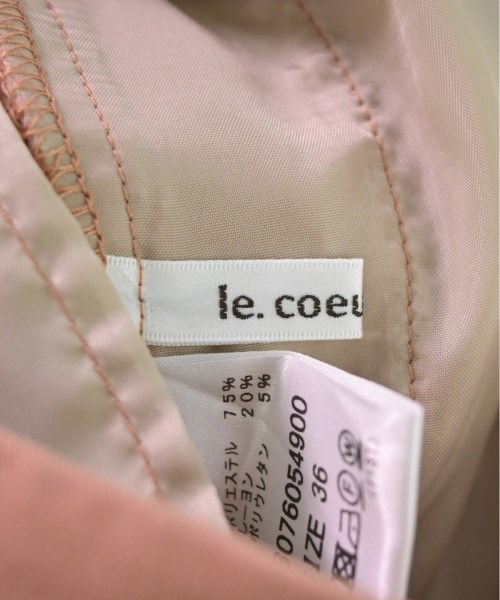 le. coeu
ポリエステル 75%
レーヨン 20%
ポリウレタン 5%
076054900
SIZE 36